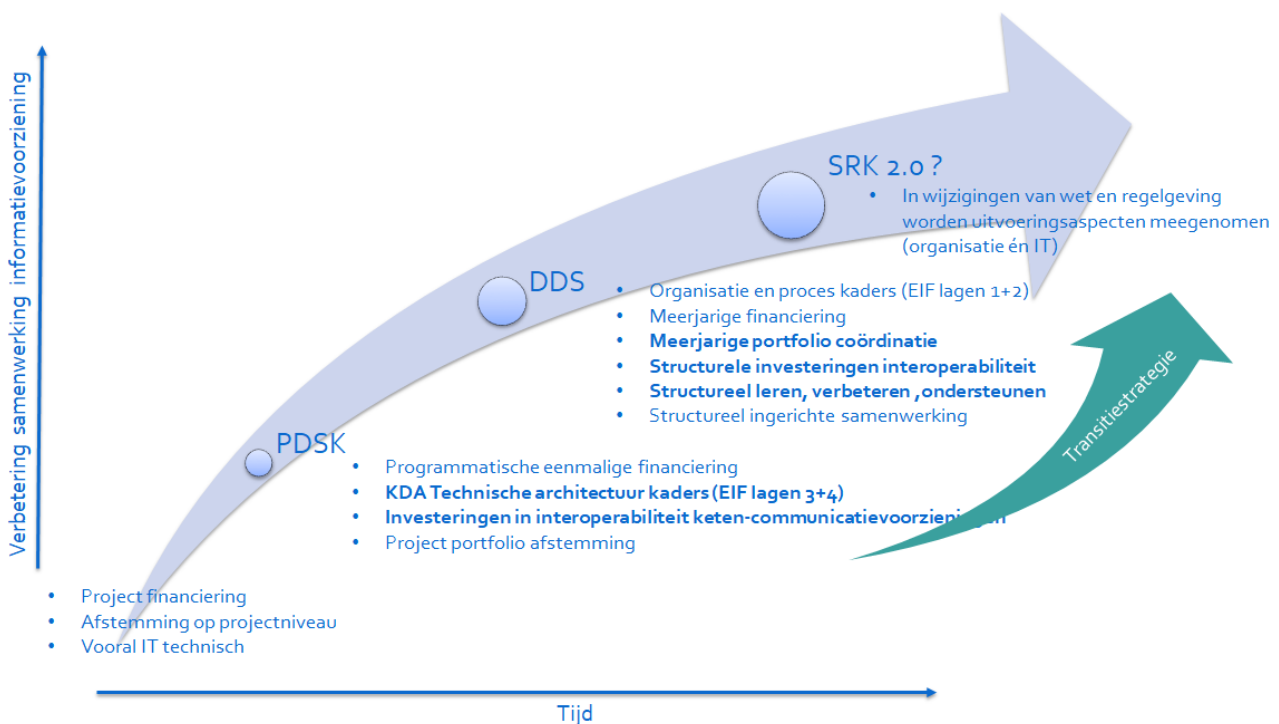 Verbetering samenwerking informatievoorziening
SRK 2.0 ?
• In wijzigingen van wet en regelgeving
worden uitvoeringsaspecten meegenomen
(organisatie én IT)
DDS
• Organisatie en proces kaders (EIF lagen 1+2)
• Meerjarige financiering
• Meerjarige portfolio coördinatie
• Structurele investeringen interoperabiliteit
• Structureel leren, verbeteren ,ondersteunen
• Structureel ingerichte samenwerking
Transitiestrategie
PDSK
• Programmatische eenmalige financiering
• KDA Technische architectuur kaders (EIF lagen 3+4)
• Investeringen in interoperabiliteit keten-communicatievoorzieningen
• Project portfolio afstemming
• Project financiering
• Afstemming op projectniveau
• Vooral IT technisch
Tijd